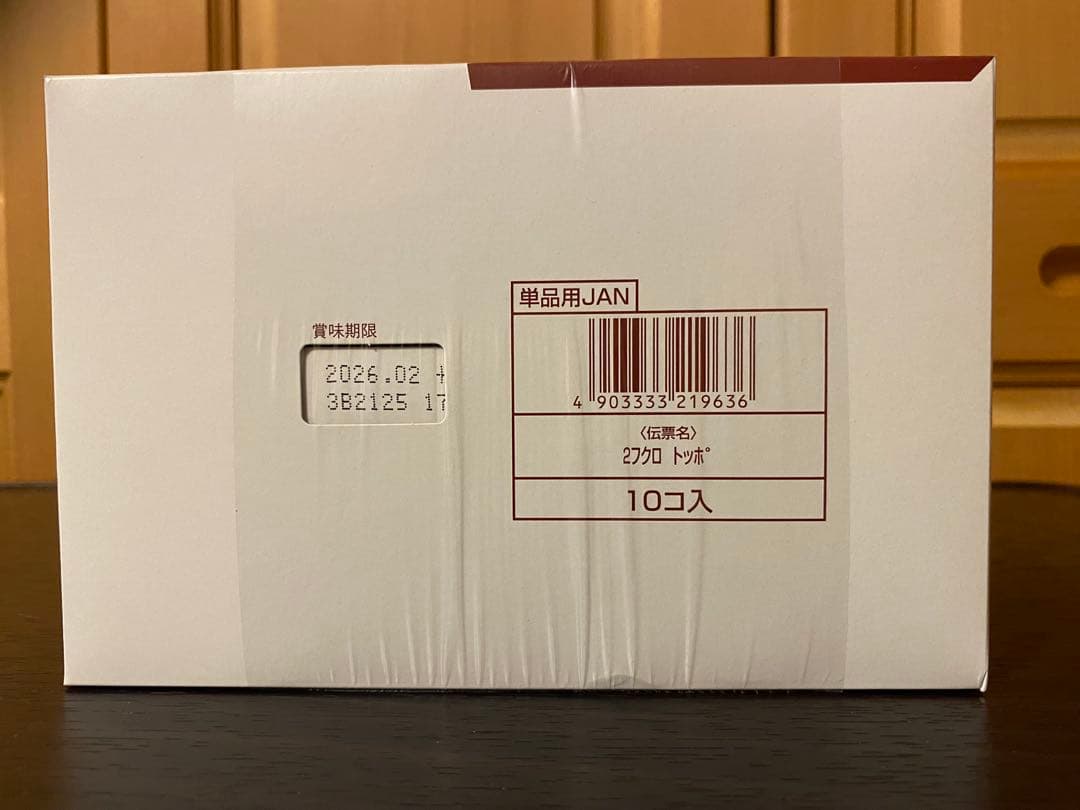 賞味期限
2026.02 +
3B2125 17
単品用JAN
4 903333 219636
〈伝票名〉
2フクロ トッポ
10コ入